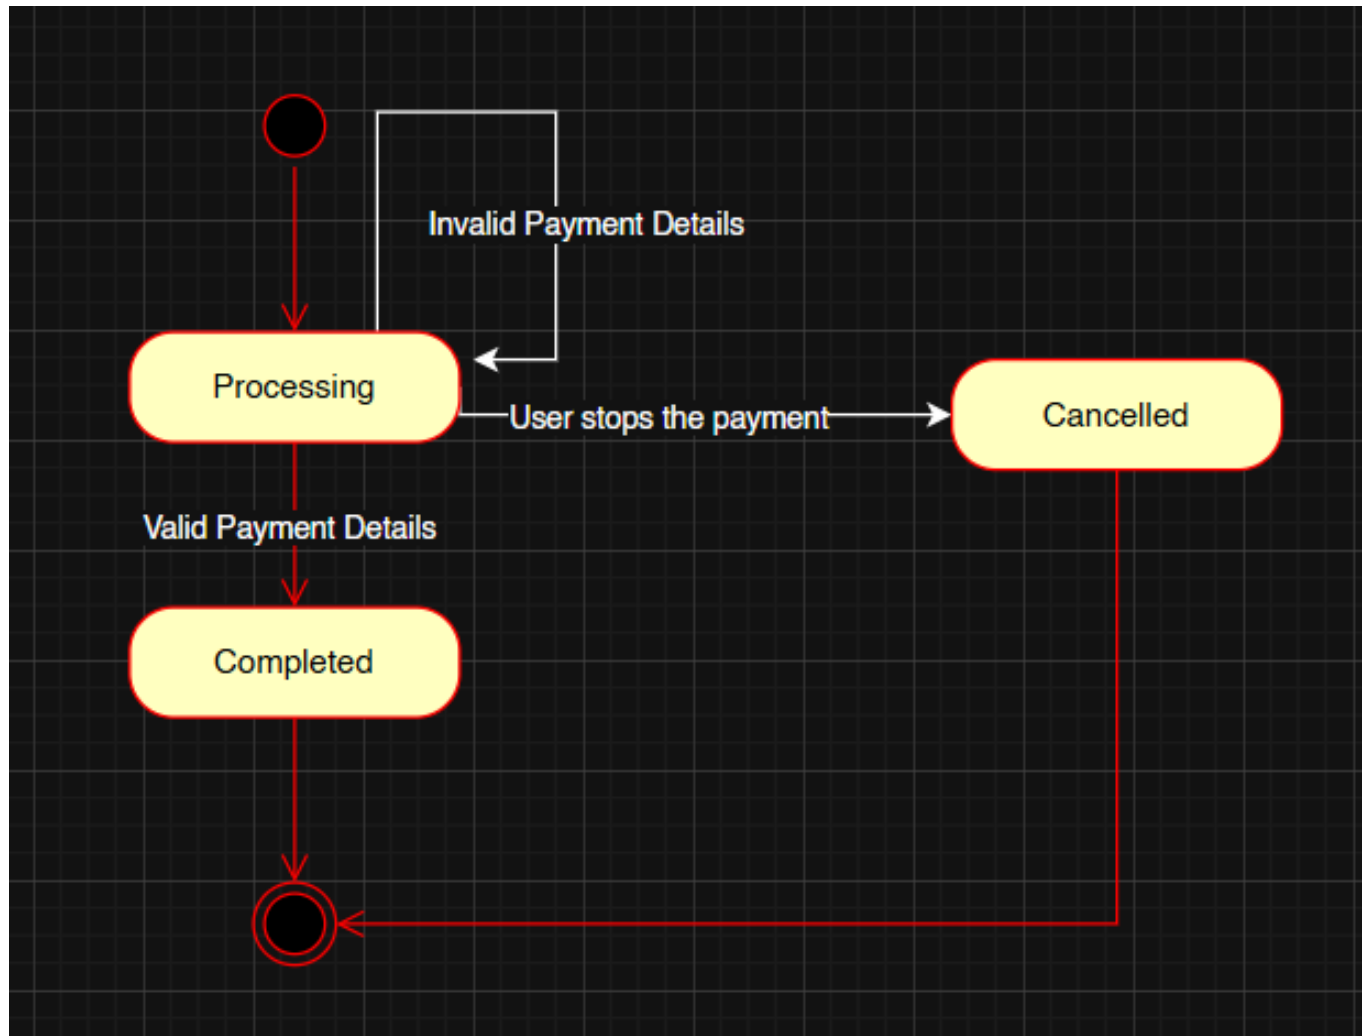 Invalid Payment Details
Processing
User stops the payment
Cancelled
Valid Payment Details
Completed